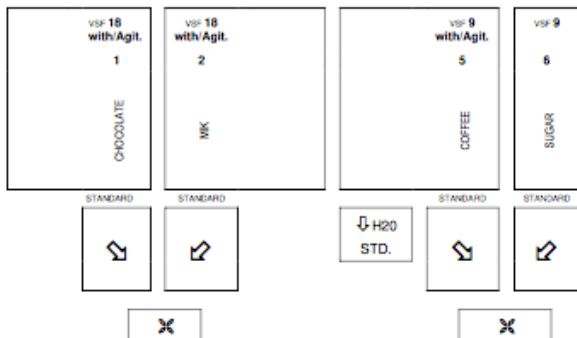 VSF 18
with/Agit.
1
CHOCOLATE
VSF 18
with/Agit.
2
MIK
VSF 9
with/Agit.
5
COFFEE
VSF 9
6
SUGAR
STANDARD
STANDARD
STANDARD
STANDARD
H20
STD.